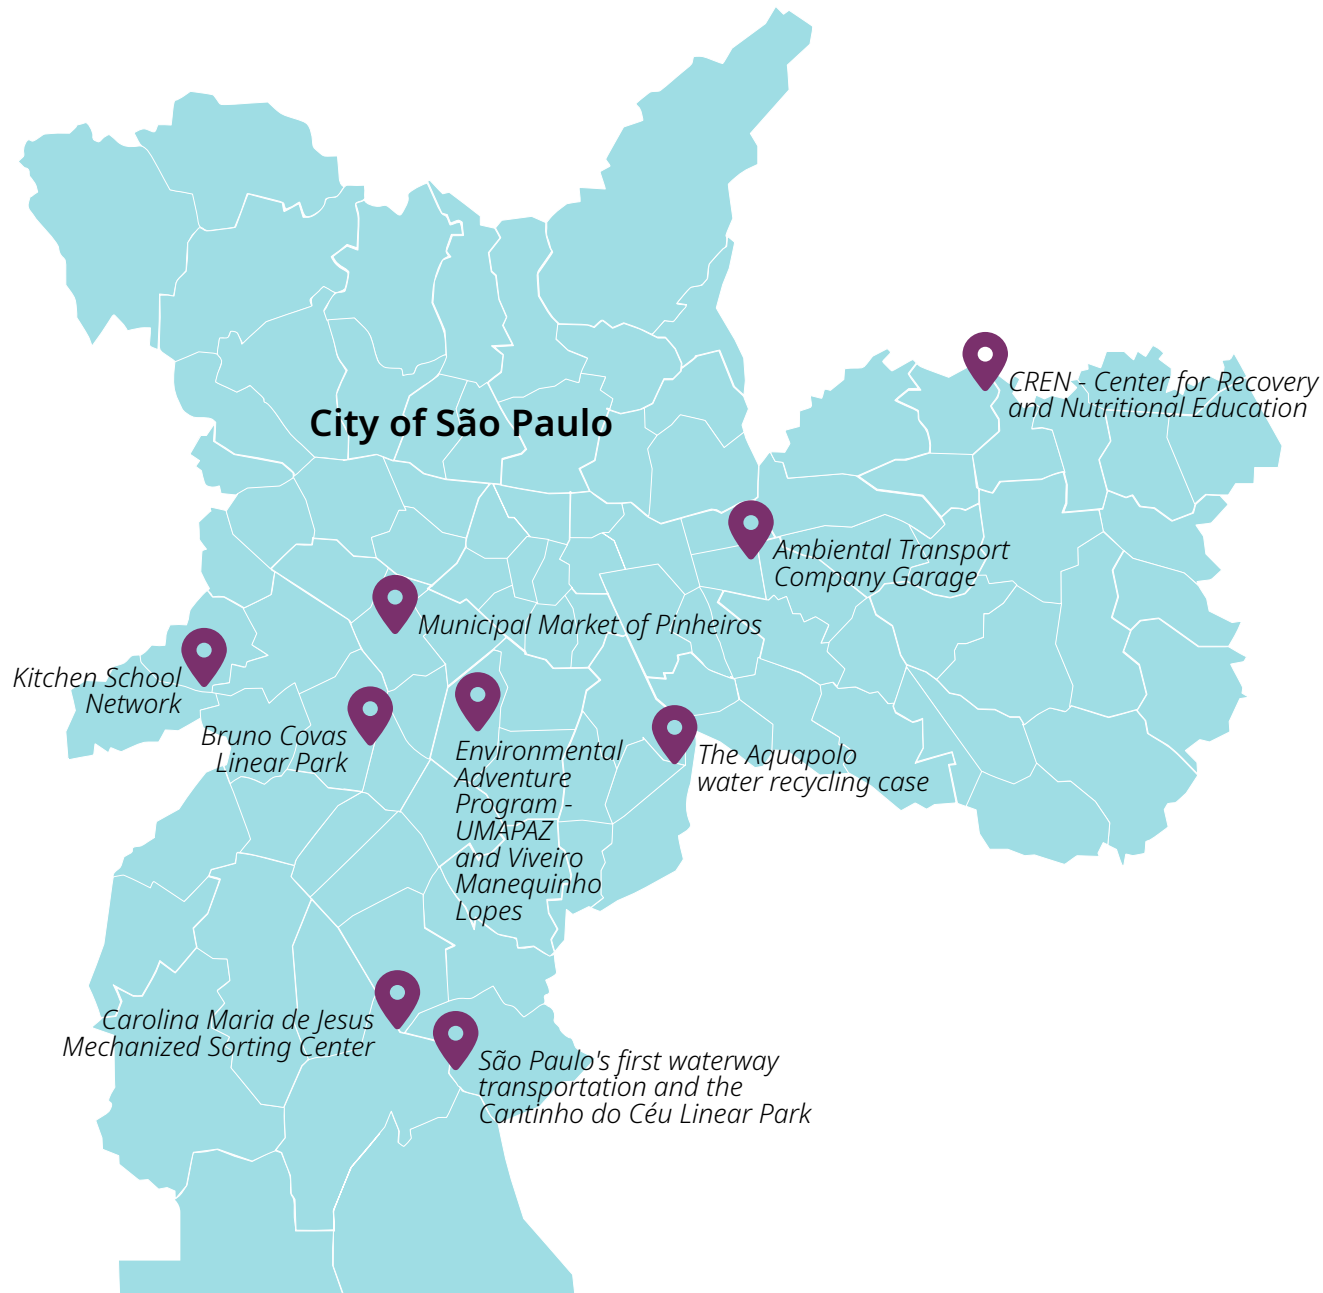 CREN - Center for Recovery
and Nutritional Education
City of São Paulo
Ambiental Transport
Company Garage
Municipal Market of Pinheiros
Kitchen School
Network
Bruno Covas
Linear Park
Environmental
Adventure
Program -
UMAPAZ
and Viveiro
Manequinho
Lopes
The Aquapolo
water recycling case
Carolina Maria de Jesus
Mechanized Sorting Center
São Paulo's first waterway
transportation and the
Cantinho do Céu Linear Park